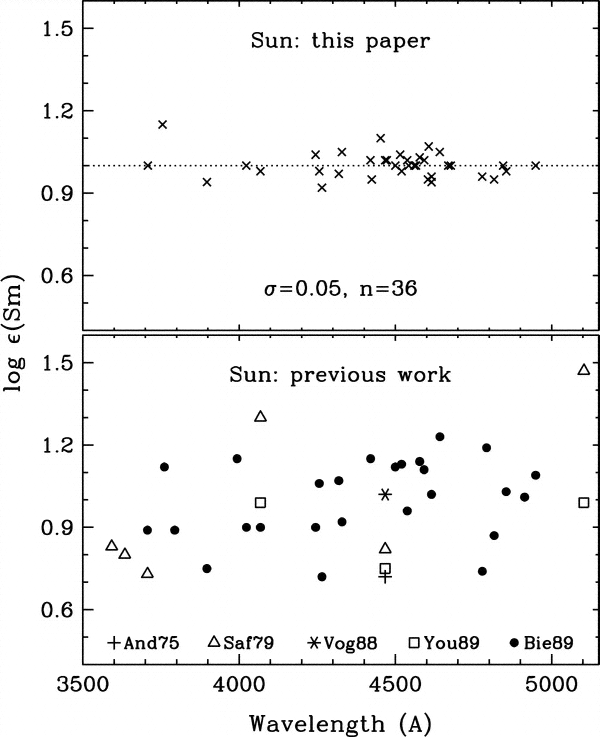 1.5
Sun: this paper
1.2
0.9
0.6
σ=0.05, n=36
log ϵ(Sm)
1.5
Sun: previous work
1.2
0.9
0.6
And75 Saf79 Vog88 You89 Bie89
3500 4000 4500 5000
Wavelength (A)